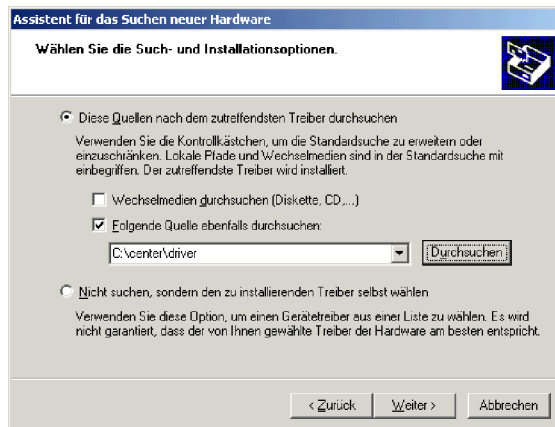 Assistent für das Suchen neuer Hardware
Wählen Sie die Such- und Installationsoptionen.
Diese Quellen nach dem zutreffendsten Treiber durchsuchen
Verwenden Sie die Kontrollkästchen, um die Standardsuche zu erweitern oder
einzuschränken. Lokale Pfade und Wechselmedien sind in der Standardsuche mit
einbegriffen. Der zutreffendste Treiber wird installiert.
Wechselmedien durchsuchen (Diskette, CD,...)
Folgende Quelle ebenfalls durchsuchen:
C:\center\driver
Durchsuchen
Nicht suchen, sondern den zu installierenden Treiber selbst wählen
Verwenden Sie diese Option, um einen Gerätetreiber aus einer Liste zu wählen. Es wird
nicht garantiert, dass der von Ihnen gewählte Treiber der Hardware am besten entspricht.
< Zurück
Weiter >
Abbrechen